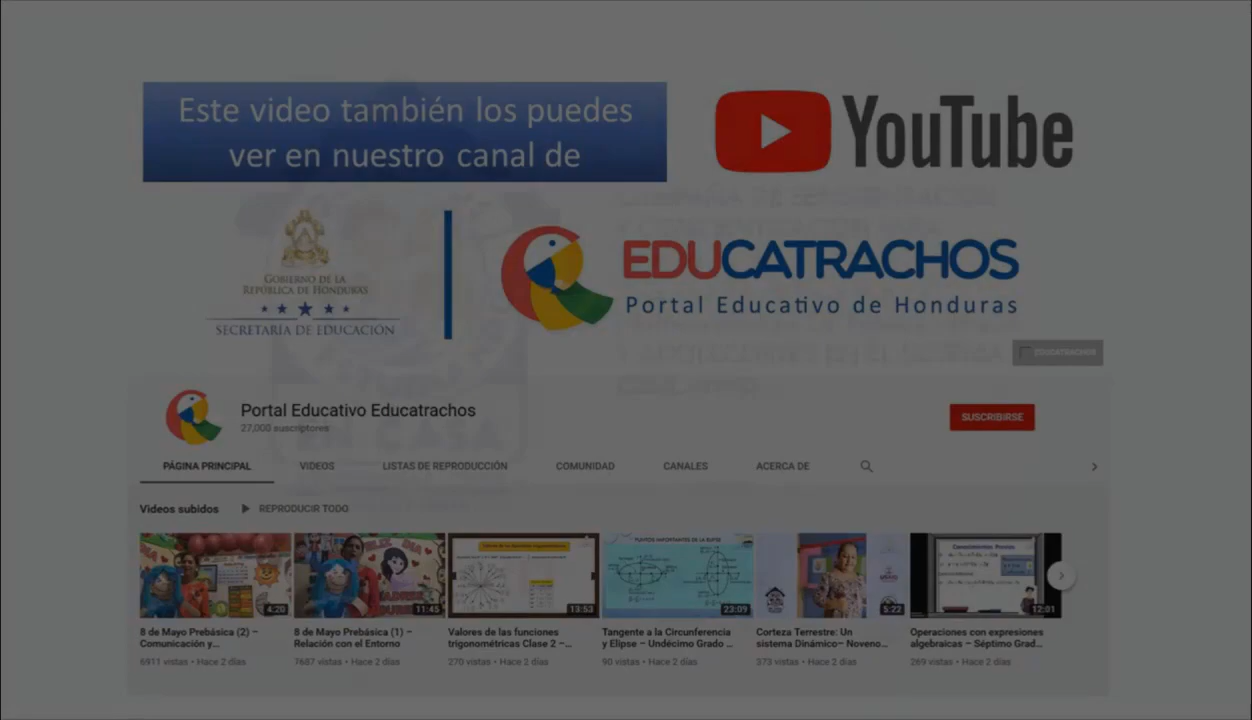 Este video también los puedes
ver en nuestro canal de
YouTube
GOBIERNO DE LA
REPÚBLICA DE HONDURAS
SECRETARÍA DE EDUCACIÓN
EDUCATRACHOS
Portal Educativo de Honduras
EDUCATRACHOS
Portal Educativo Educatrachos
27,000 suscriptores
SUSCRIBIRSE
PÁGINA PRINCIPAL VIDEOS LISTAS DE REPRODUCCIÓN COMUNIDAD CANALES ACERCA DE
Videos subidos REPRODUCIR TODO
4:20 11:45 13:53 23:09 5:22 12:01
8 de Mayo Prebásica (2) –
Comunicación y...
6911 vistas • Hace 2 días
8 de Mayo Prebásica (1) –
Relación con el Entorno
7687 vistas • Hace 2 días
Valores de las funciones
trigonométricas Clase 2 –...
270 vistas • Hace 2 días
Tangente a la Circunferencia
y Elipse – Undécimo Grado ...
90 vistas • Hace 2 días
Corteza Terrestre: Un
sistema Dinámico– Noveno...
373 vistas • Hace 2 días
Operaciones con expresiones
algebraicas – Séptimo Grad...
269 vistas • Hace 2 días